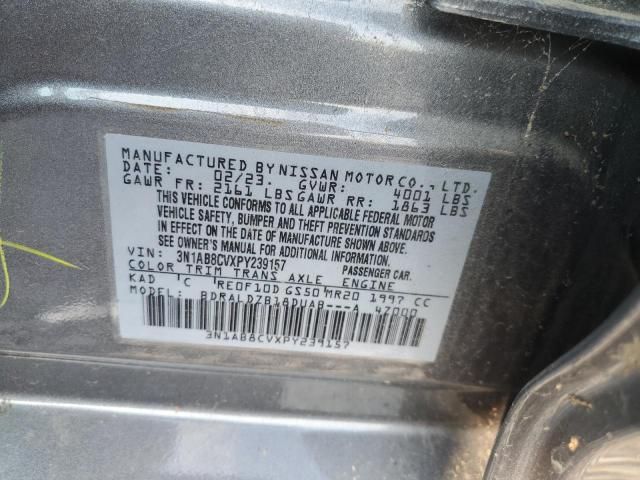 MANUFACTURED BY NISSAN MOTOR CO., LTD.
DATE: 02/23. GVWR: 4001 LBS
GAWR FR: 2161 LBS GAWR RR: 1863 LBS
THIS VEHICLE CONFORMS TO ALL APPLICABLE FEDERAL MOTOR
VEHICLE SAFETY, BUMPER AND THEFT PREVENTION STANDARDS
IN EFFECT ON THE DATE OF MANUFACTURE SHOWN ABOVE.
SEE OWNER'S MANUAL FOR ADDITIONAL INFORMATION.
VIN: 3N1AB8CVXPY239157 PASSENGER CAR.
COLOR TRIM TRANS AXLE ENGINE
KAD 'C RE0F10D GS50 MR20 1997 CC
BDRALDZB18DUAB---A 47000
3N1AB8CVXPY239157